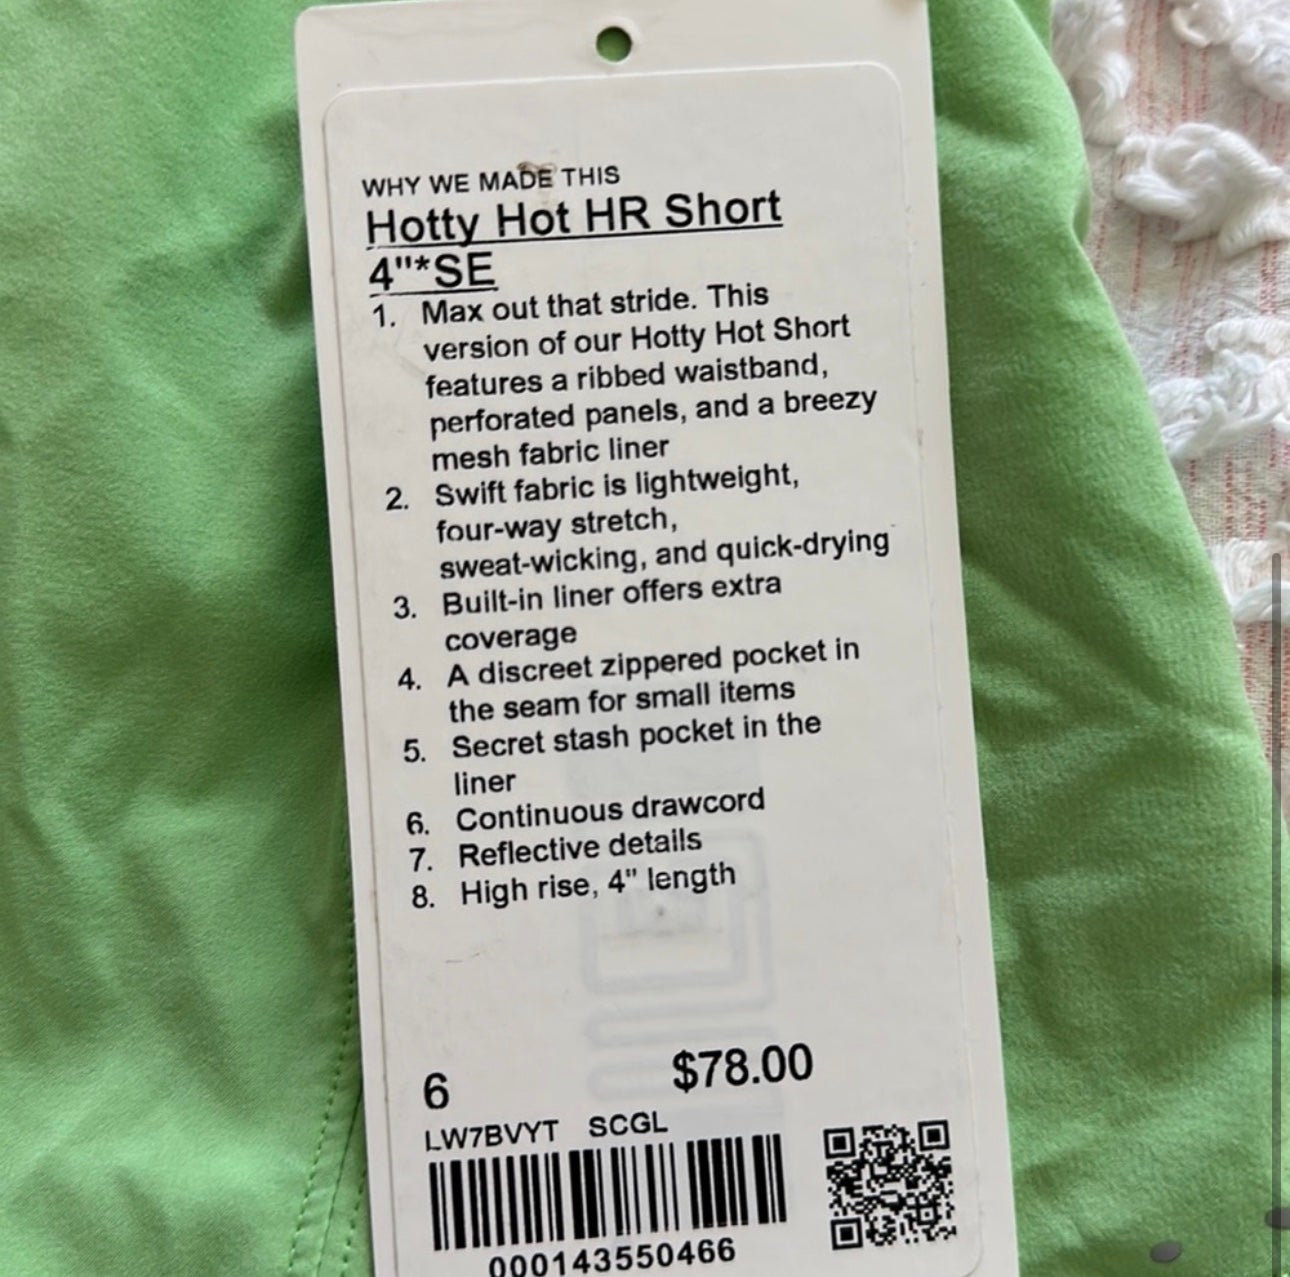 WHY WE MADE THIS
Hotty Hot HR Short
4"*SE
1. Max out that stride. This
version of our Hotty Hot Short
features a ribbed waistband,
perforated panels, and a breezy
mesh fabric liner
2. Swift fabric is lightweight,
four-way stretch,
sweat-wicking, and quick-drying
3. Built-in liner offers extra
coverage
4. A discreet zippered pocket in
the seam for small items
5. Secret stash pocket in the
liner
6. Continuous drawcord
7. Reflective details
8. High rise, 4" length
6 $78.00
LW7BVYT SCGL
000143550466